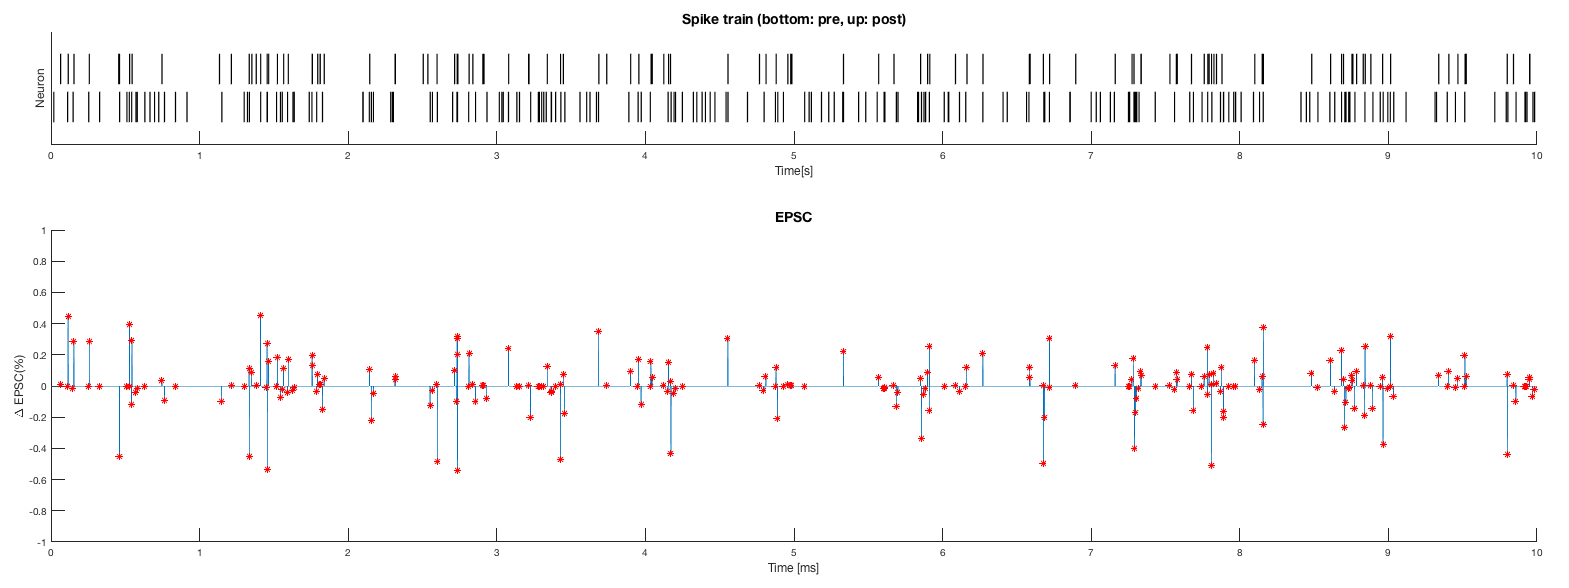 Spike train (bottom: pre, up: post)
Neuron
0 1 2 3 4 5 6 7 8 9 10
Time[s]
EPSC
Δ EPSC(%)
1
0.8
0.6
0.4
0.2
0
-0.2
-0.4
-0.6
-0.8
-1
0 1 2 3 4 5 6 7 8 9 10
Time [ms]